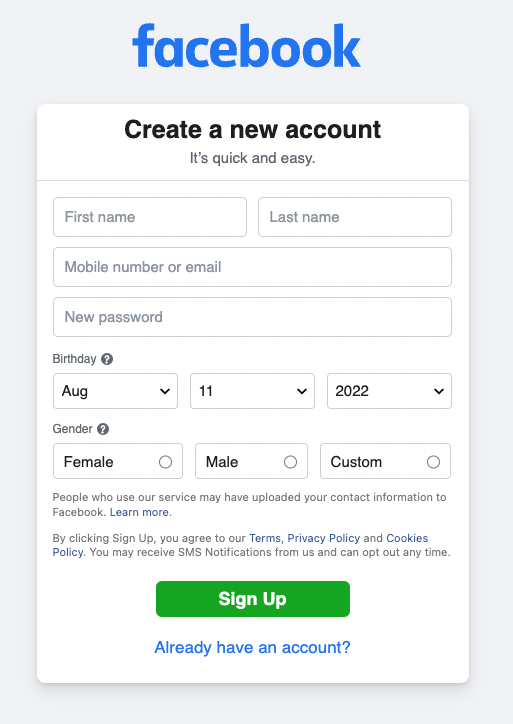 facebook
Create a new account
It's quick and easy.
First name Last name
Mobile number or email
New password
Birthday ?
Aug 11 2022
Gender ?
Female Male Custom
People who use our service may have uploaded your contact information to
Facebook. Learn more.
By clicking Sign Up, you agree to our Terms, Privacy Policy and Cookies
Policy. You may receive SMS Notifications from us and can opt out any time.
Sign Up
Already have an account?